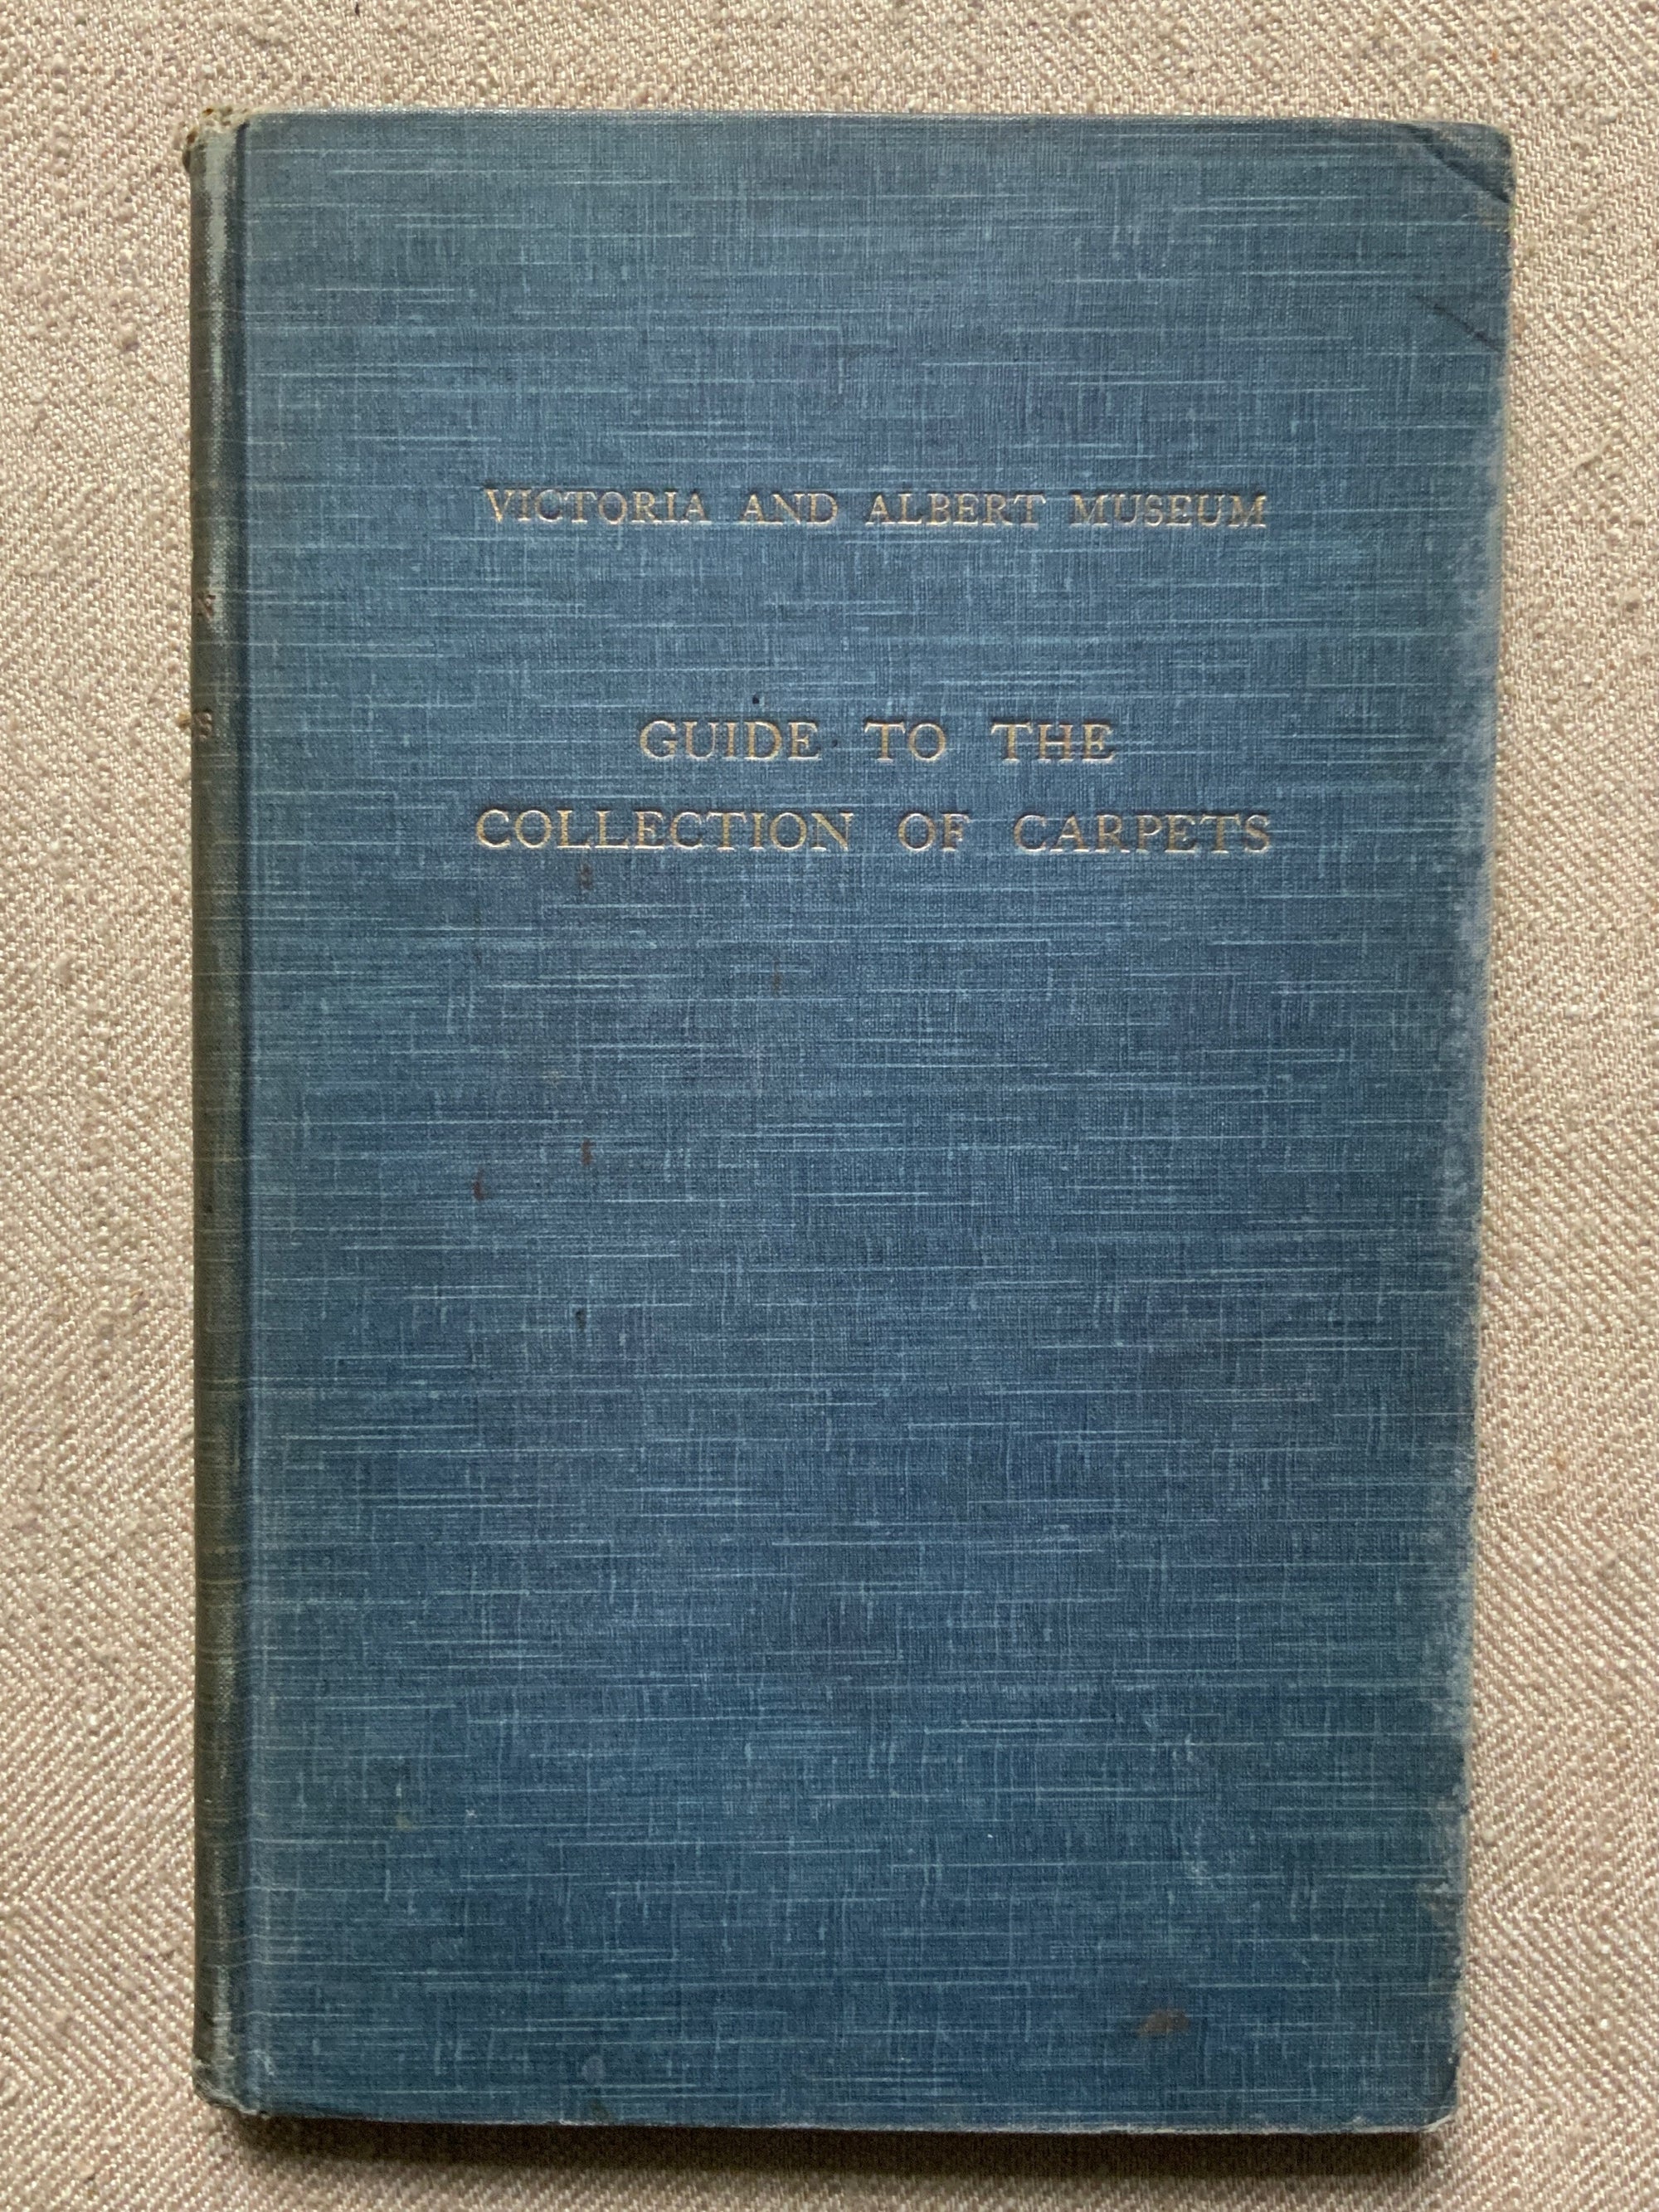 VICTORIA AND ALBERT MUSEUM
GUIDE TO THE
COLLECTION OF CARPETS